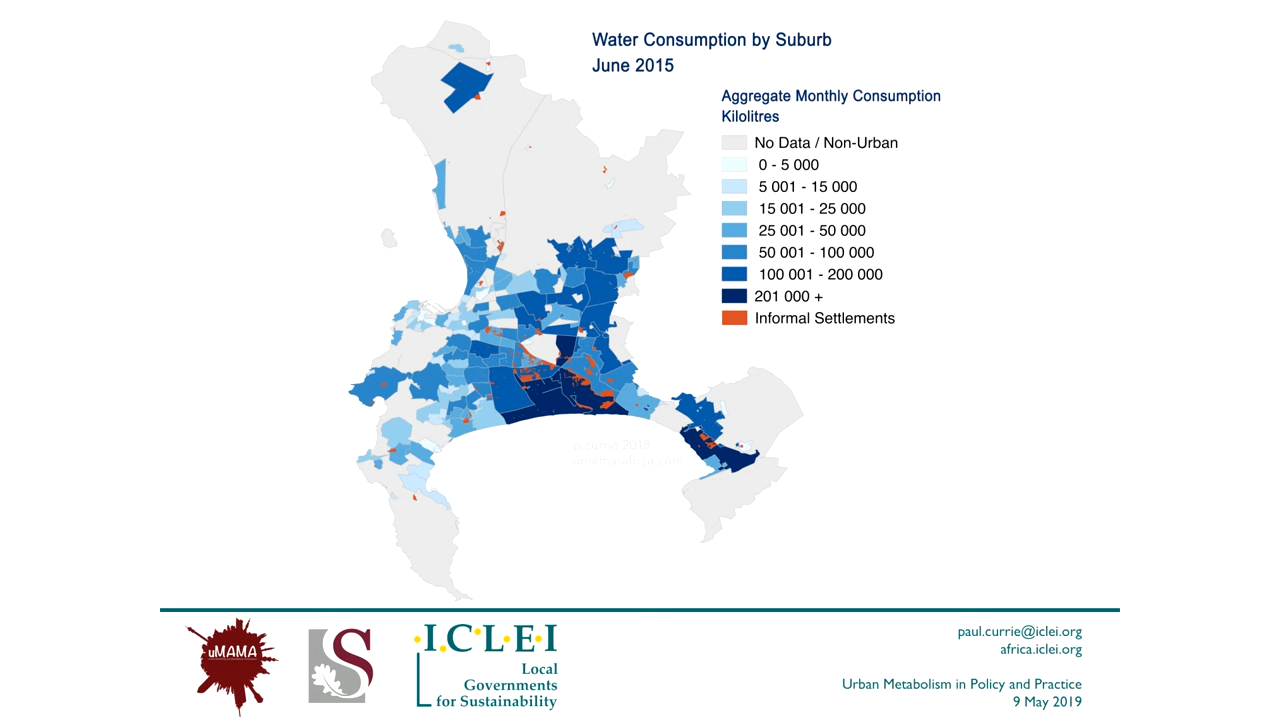 Water Consumption by Suburb
June 2015
Aggregate Monthly Consumption
Kilolitres
No Data / Non-Urban
0 - 5 000
5 001 - 15 000
15 001 - 25 000
25 001 - 50 000
50 001 - 100 000
100 001 - 200 000
201 000 +
Informal Settlements
uMAMA
S
I.C.L.E.I
Local
Governments
for Sustainability
paul.currie@iclei.org
africa.iclei.org
Urban Metabolism in Policy and Practice
9 May 2019